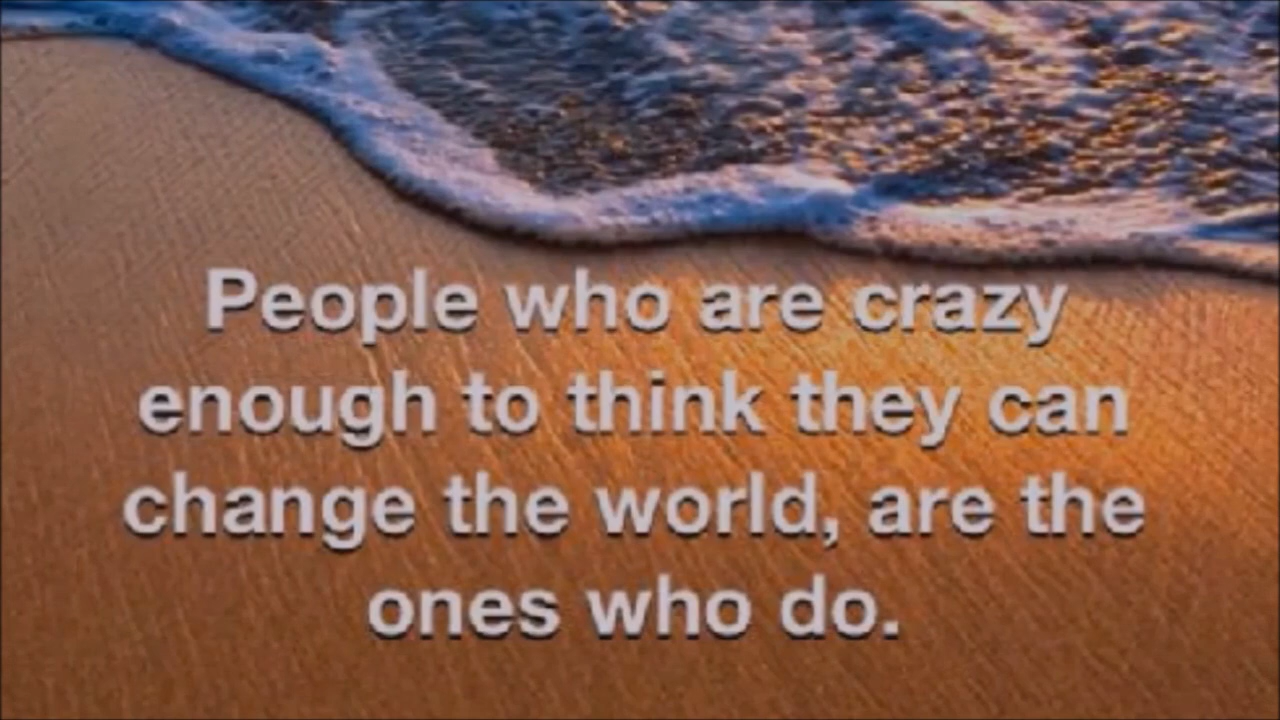 People who are crazy
enough to think they can
change the world, are the
ones who do.